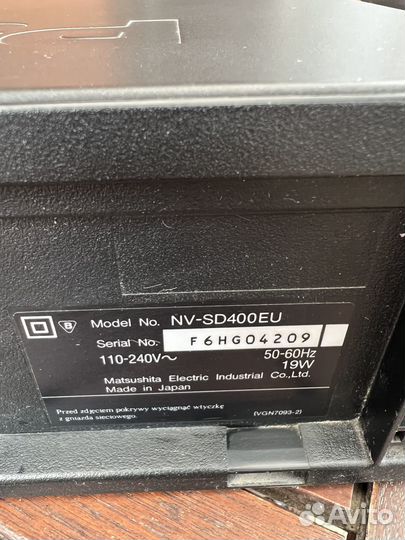 B Model No. NV-SD400EU
Serial No. F6HG04209
110-240V~ 50-60Hz
19W
Matsushita Electric Industrial Co.,Ltd.
Made in Japan
Przed zdjęciem pokrywy wyciągnąć wtyczkę
z gniazda sieciowego. (VGN7093-2)
Avito